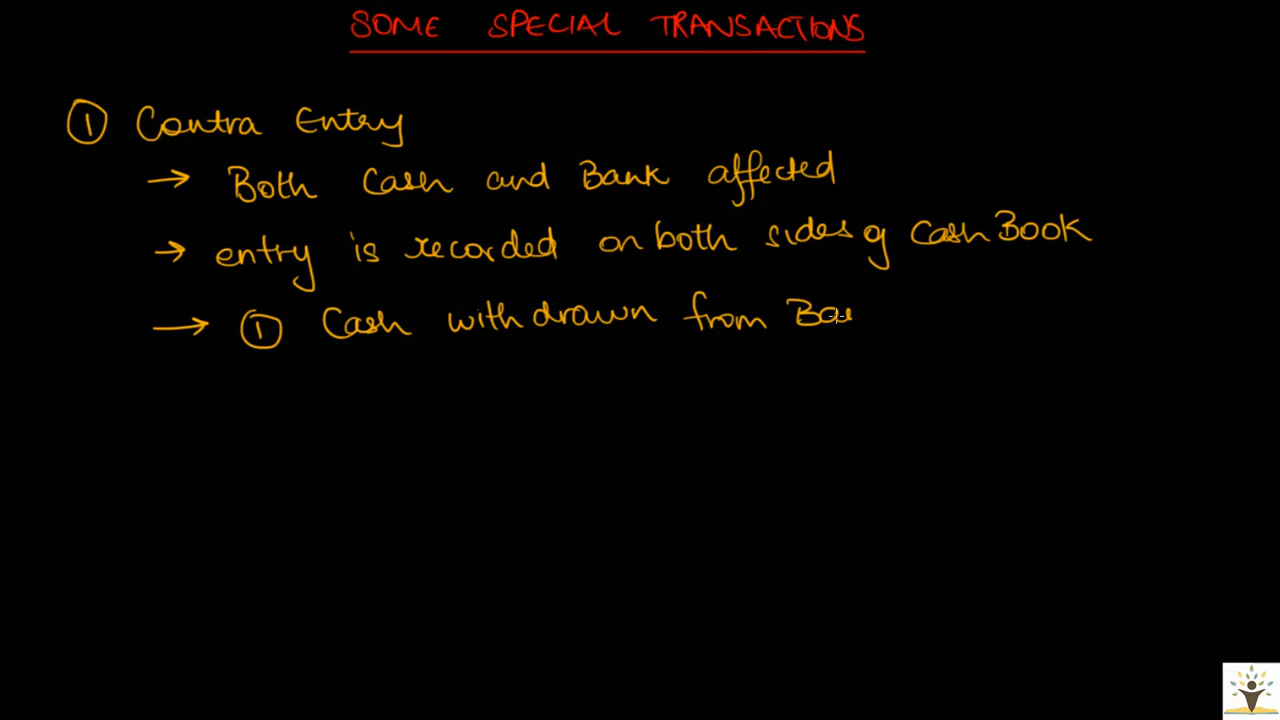 SOME SPECIAL TRANSACTIONS
① Contra Entry
→ Both Cash and Bank affected
→ entry is recorded on both sides of Cash Book
→ ① Cash withdrawn from Ba